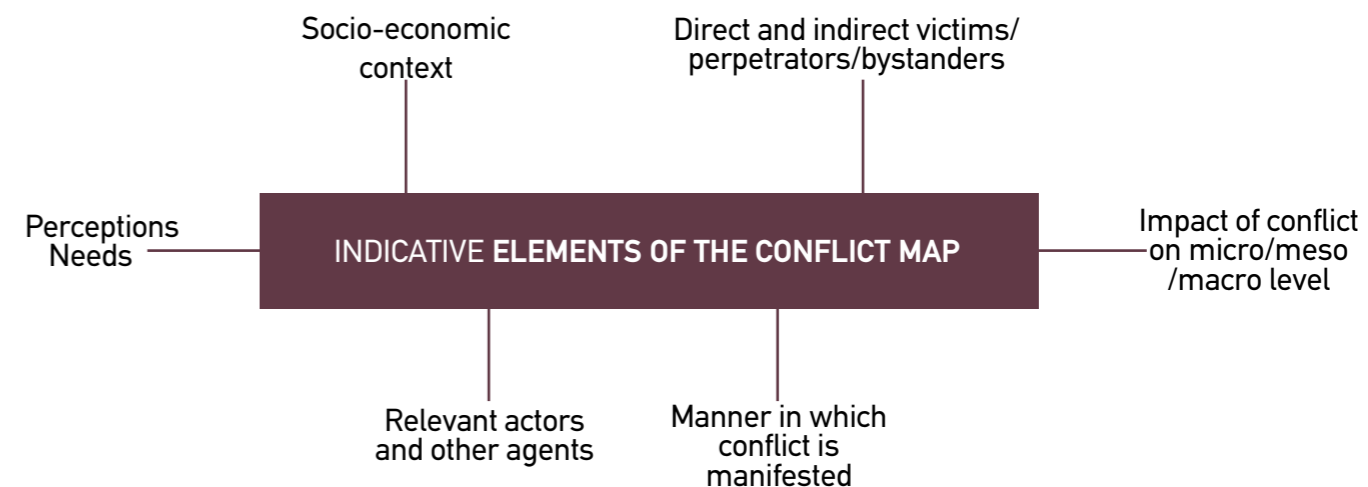 Socio-economic
context
Direct and indirect victims/
perpetrators/bystanders
Perceptions
Needs
INDICATIVE ELEMENTS OF THE CONFLICT MAP
Impact of conflict
on micro/meso
/macro level
Relevant actors
and other agents
Manner in which
conflict is
manifested